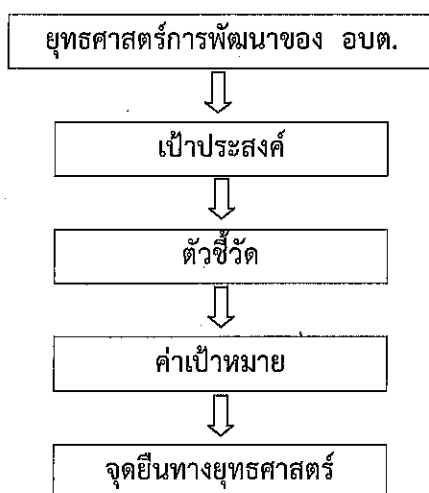 ยุทธศาสตร์การพัฒนาของ อบต.
เป้าประสงค์
ตัวชี้วัด
ค่าเป้าหมาย
จุดยืนทางยุทธศาสตร์